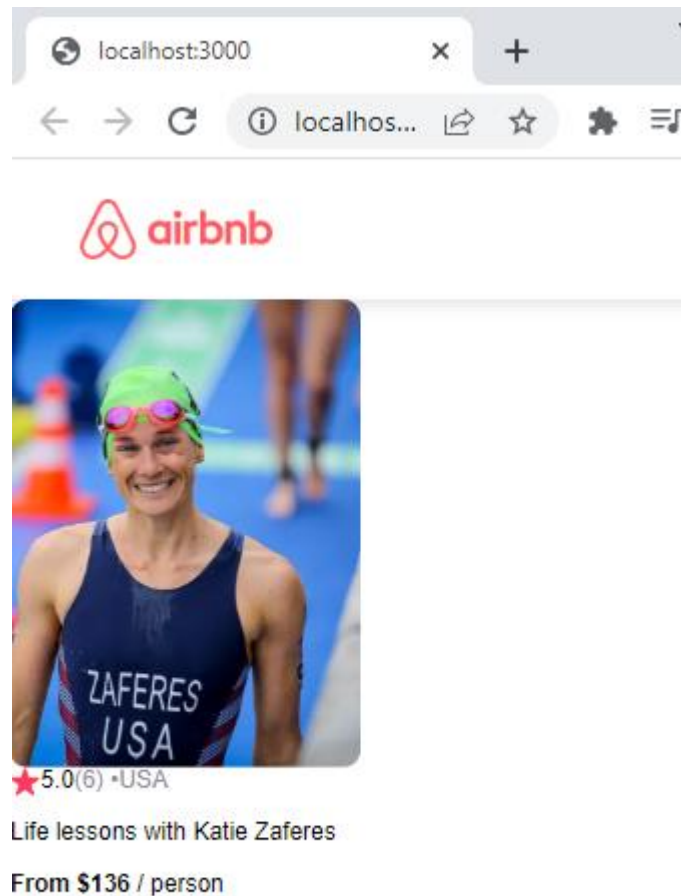 localhost:3000
localhos...
airbnb
ZAFERES
USA
5.0(6) •USA
Life lessons with Katie Zaferes
From $136 / person